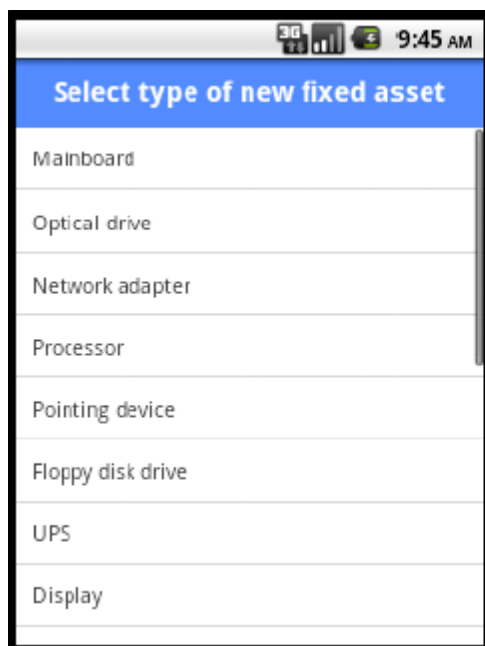 3G 9:45 AM
Select type of new fixed asset
Mainboard
Optical drive
Network adapter
Processor
Pointing device
Floppy disk drive
UPS
Display